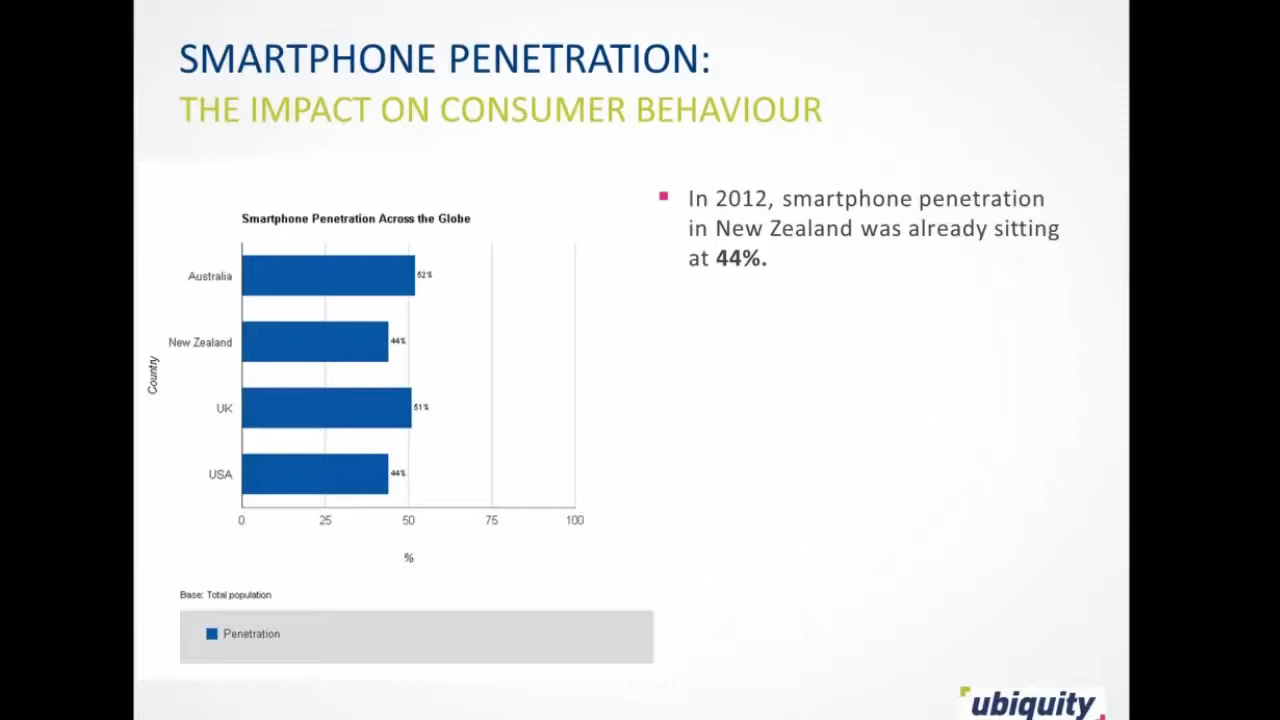 SMARTPHONE PENETRATION:
THE IMPACT ON CONSUMER BEHAVIOUR
Smartphone Penetration Across the Globe
Country
Australia
52%
New Zealand
44%
UK
51%
USA
44%
0 25 50 75 100
%
Base: Total population
Penetration
In 2012, smartphone penetration
in New Zealand was already sitting
at 44%.
ubiquity